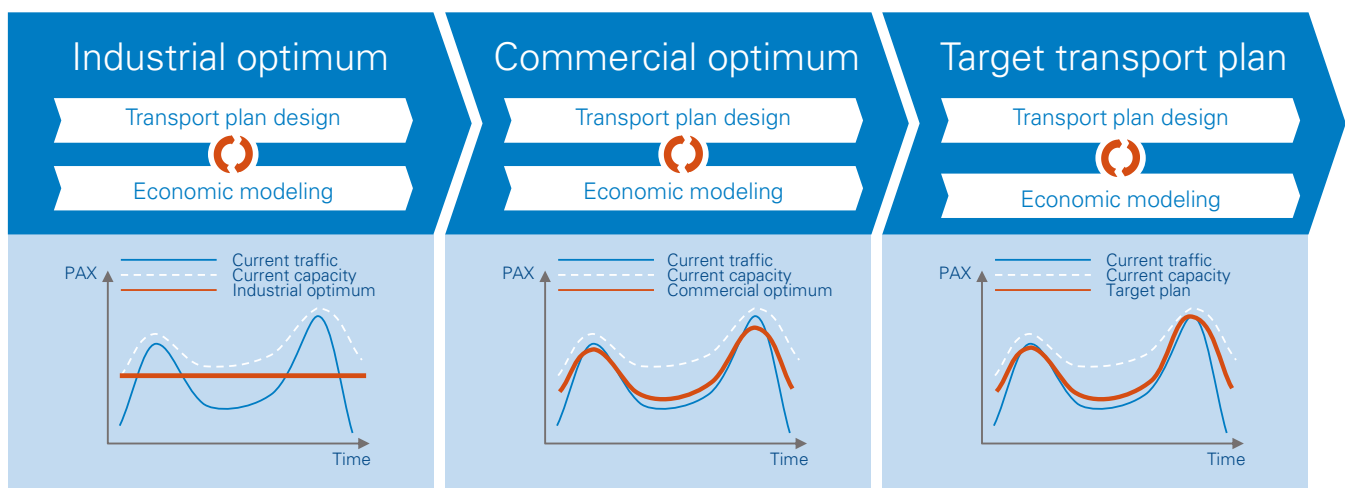 Industrial optimum
Transport plan design
Economic modeling
PAX
Current traffic
Current capacity
Industrial optimum
Time
Commercial optimum
Transport plan design
Economic modeling
PAX
Current traffic
Current capacity
Commercial optimum
Time
Target transport plan
Transport plan design
Economic modeling
PAX
Current traffic
Current capacity
Target plan
Time